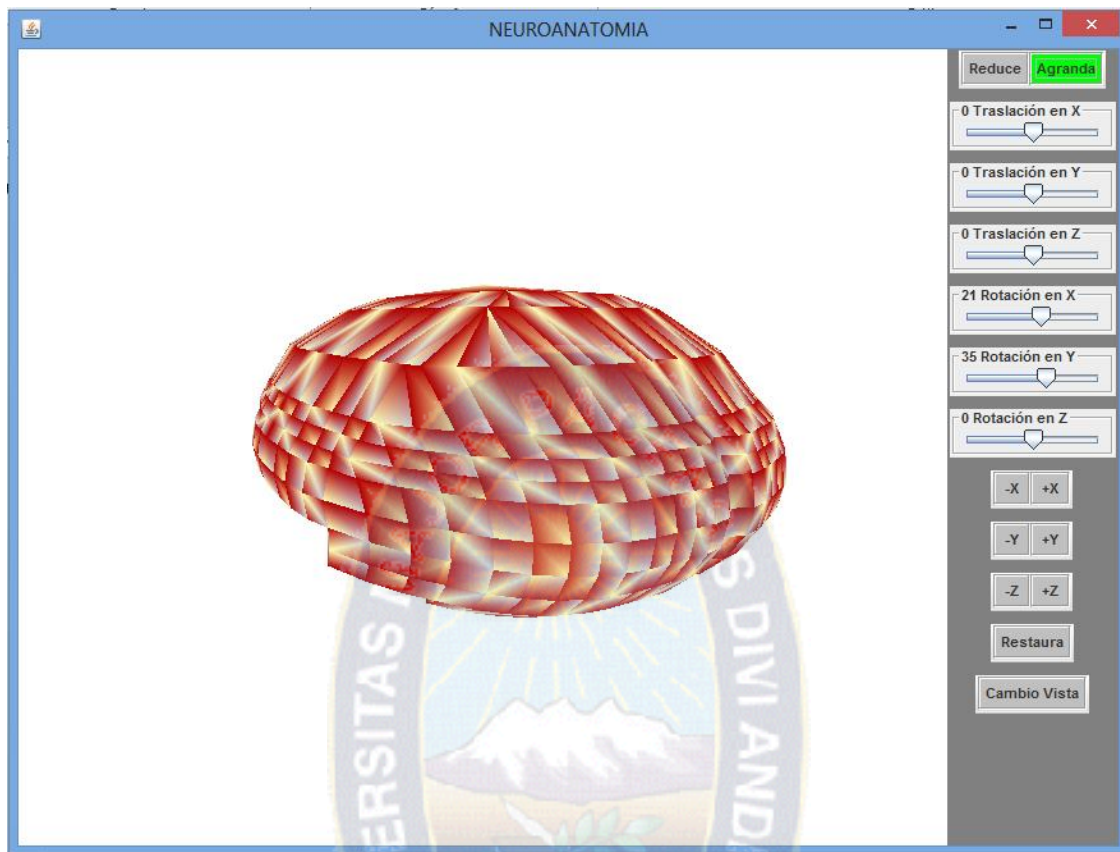 NEUROANATOMIA
Reduce Agranda
0 Traslación en X
0 Traslación en Y
0 Traslación en Z
21 Rotación en X
35 Rotación en Y
0 Rotación en Z
-X +X
-Y +Y
-Z +Z
Restaura
Cambio Vista
DIVI